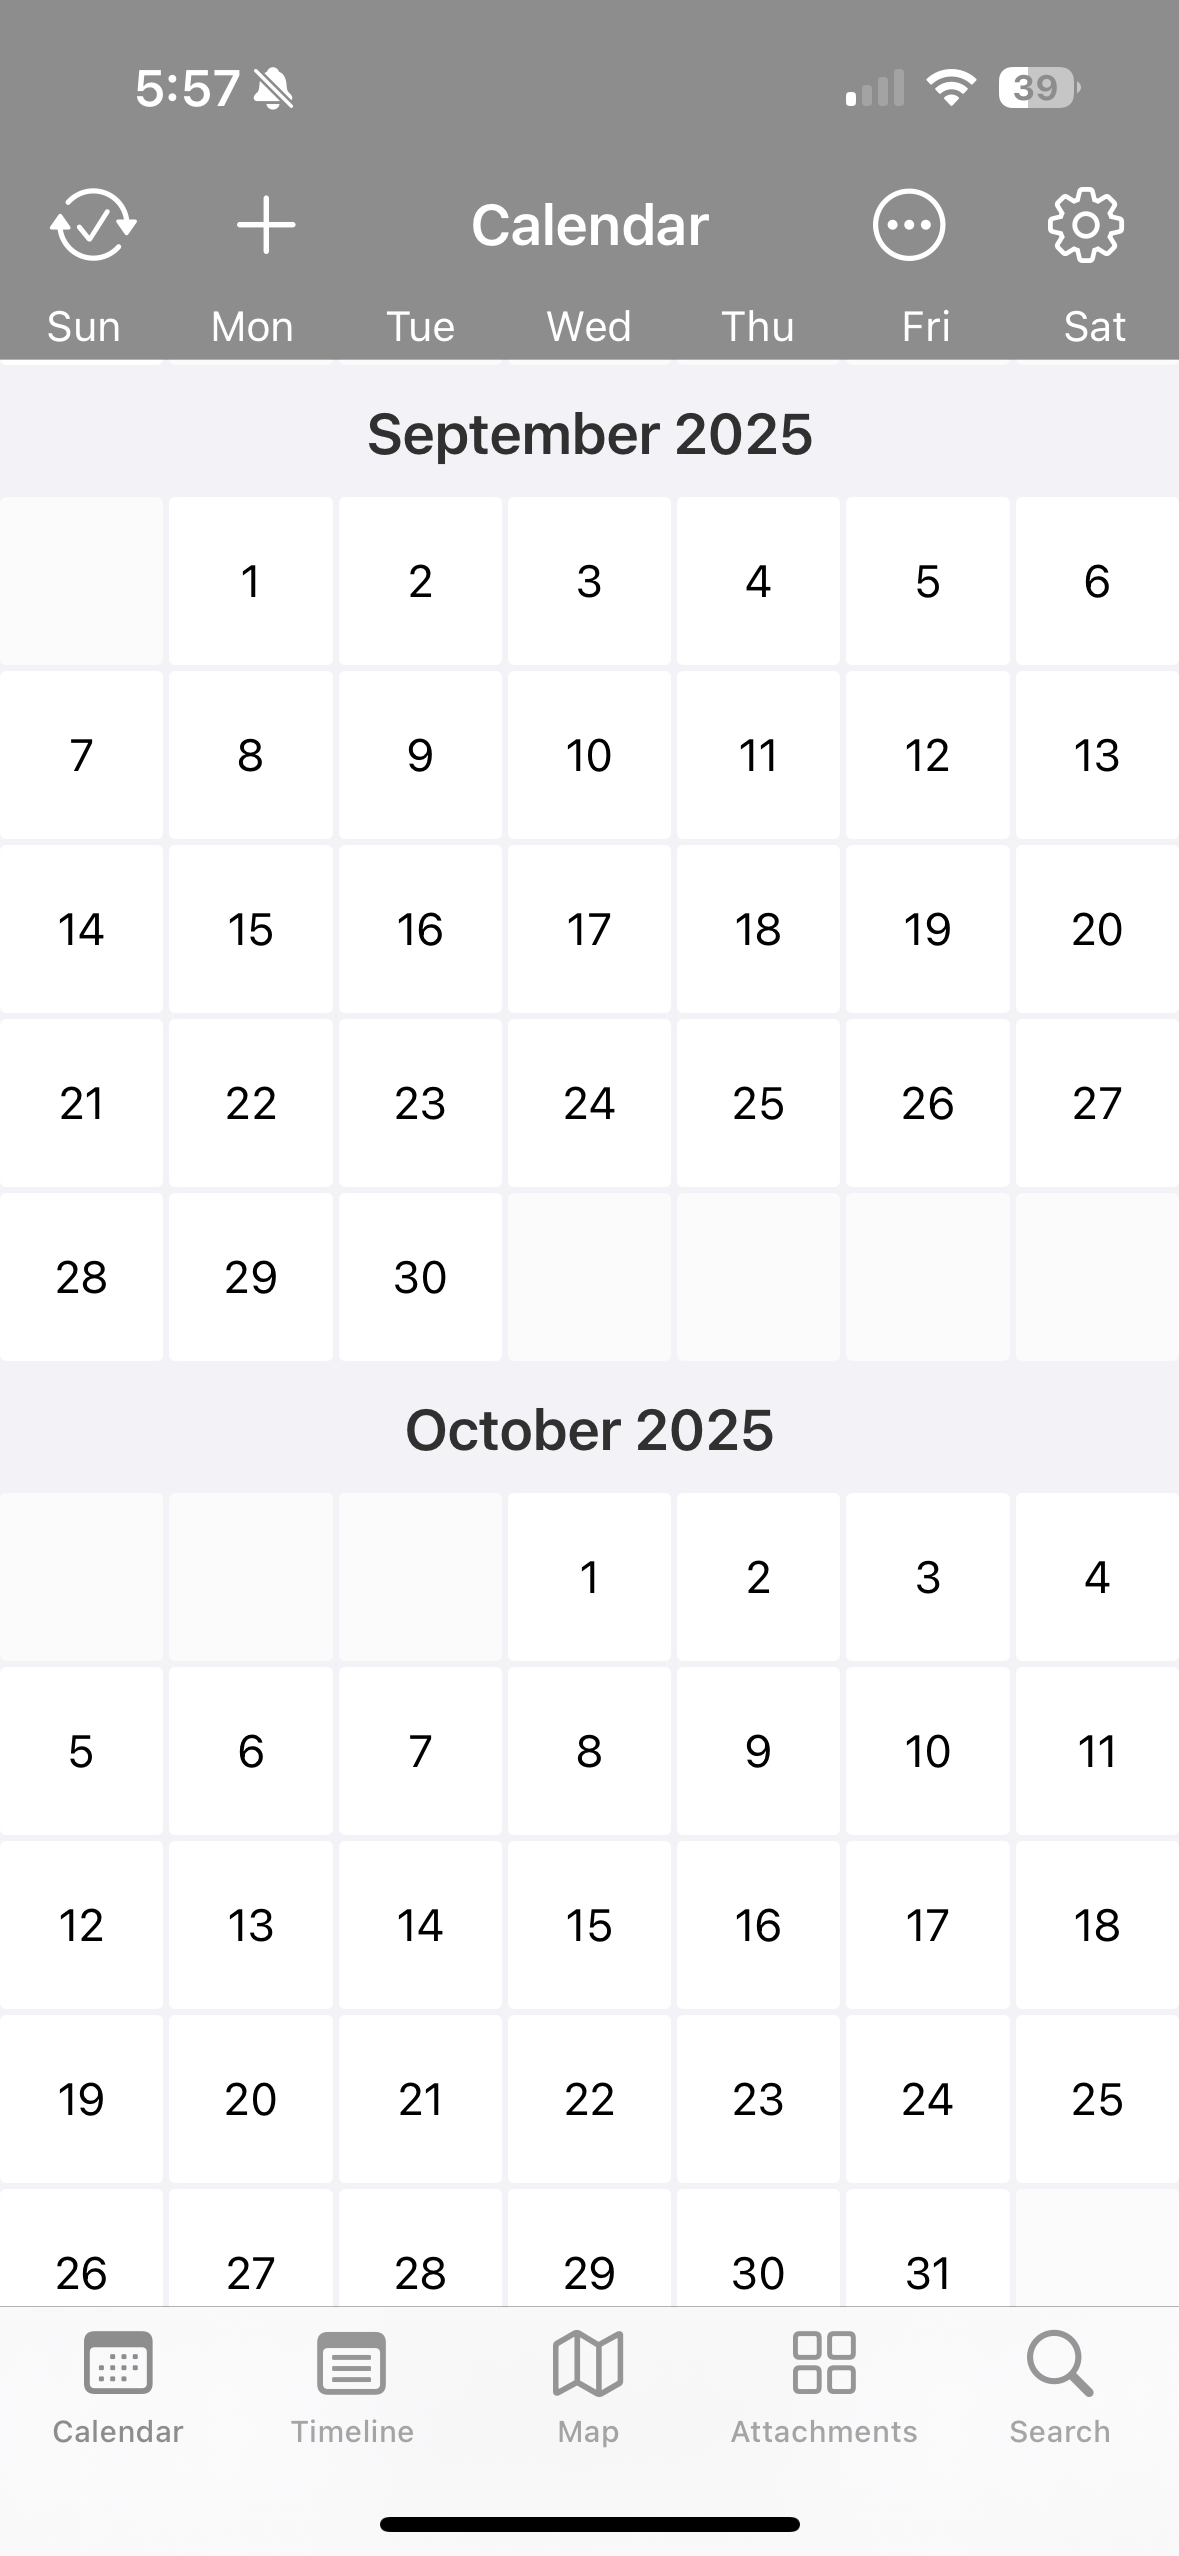 5:57 39
Calendar
Sun Mon Tue Wed Thu Fri Sat
September 2025
1 2 3 4 5 6
7 8 9 10 11 12 13
14 15 16 17 18 19 20
21 22 23 24 25 26 27
28 29 30
October 2025
1 2 3 4
5 6 7 8 9 10 11
12 13 14 15 16 17 18
19 20 21 22 23 24 25
26 27 28 29 30 31
Calendar Timeline Map Attachments Search